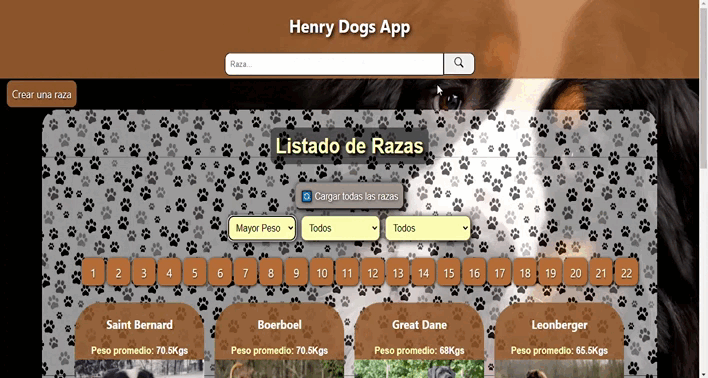 Henry Dogs App
Raza...
Crear una raza
Listado de Razas
Cargar todas las razas
Mayor Peso Todos Todos
1 2 3 4 5 6 7 8 9 10 11 12 13 14 15 16 17 18 19 20 21 22
Saint Bernard Boerboel Great Dane Leonberger
Peso promedio: 70.5Kgs Peso promedio: 70.5Kgs Peso promedio: 68Kgs Peso promedio: 65.5Kgs